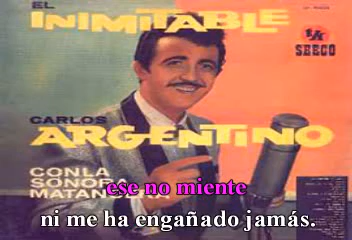 EL
INIMITABLE
SEECO
CARLOS
ARGENTINO
CON LA
SONORA
MATANCERA
ese no miente
ni me ha engañado jamás.